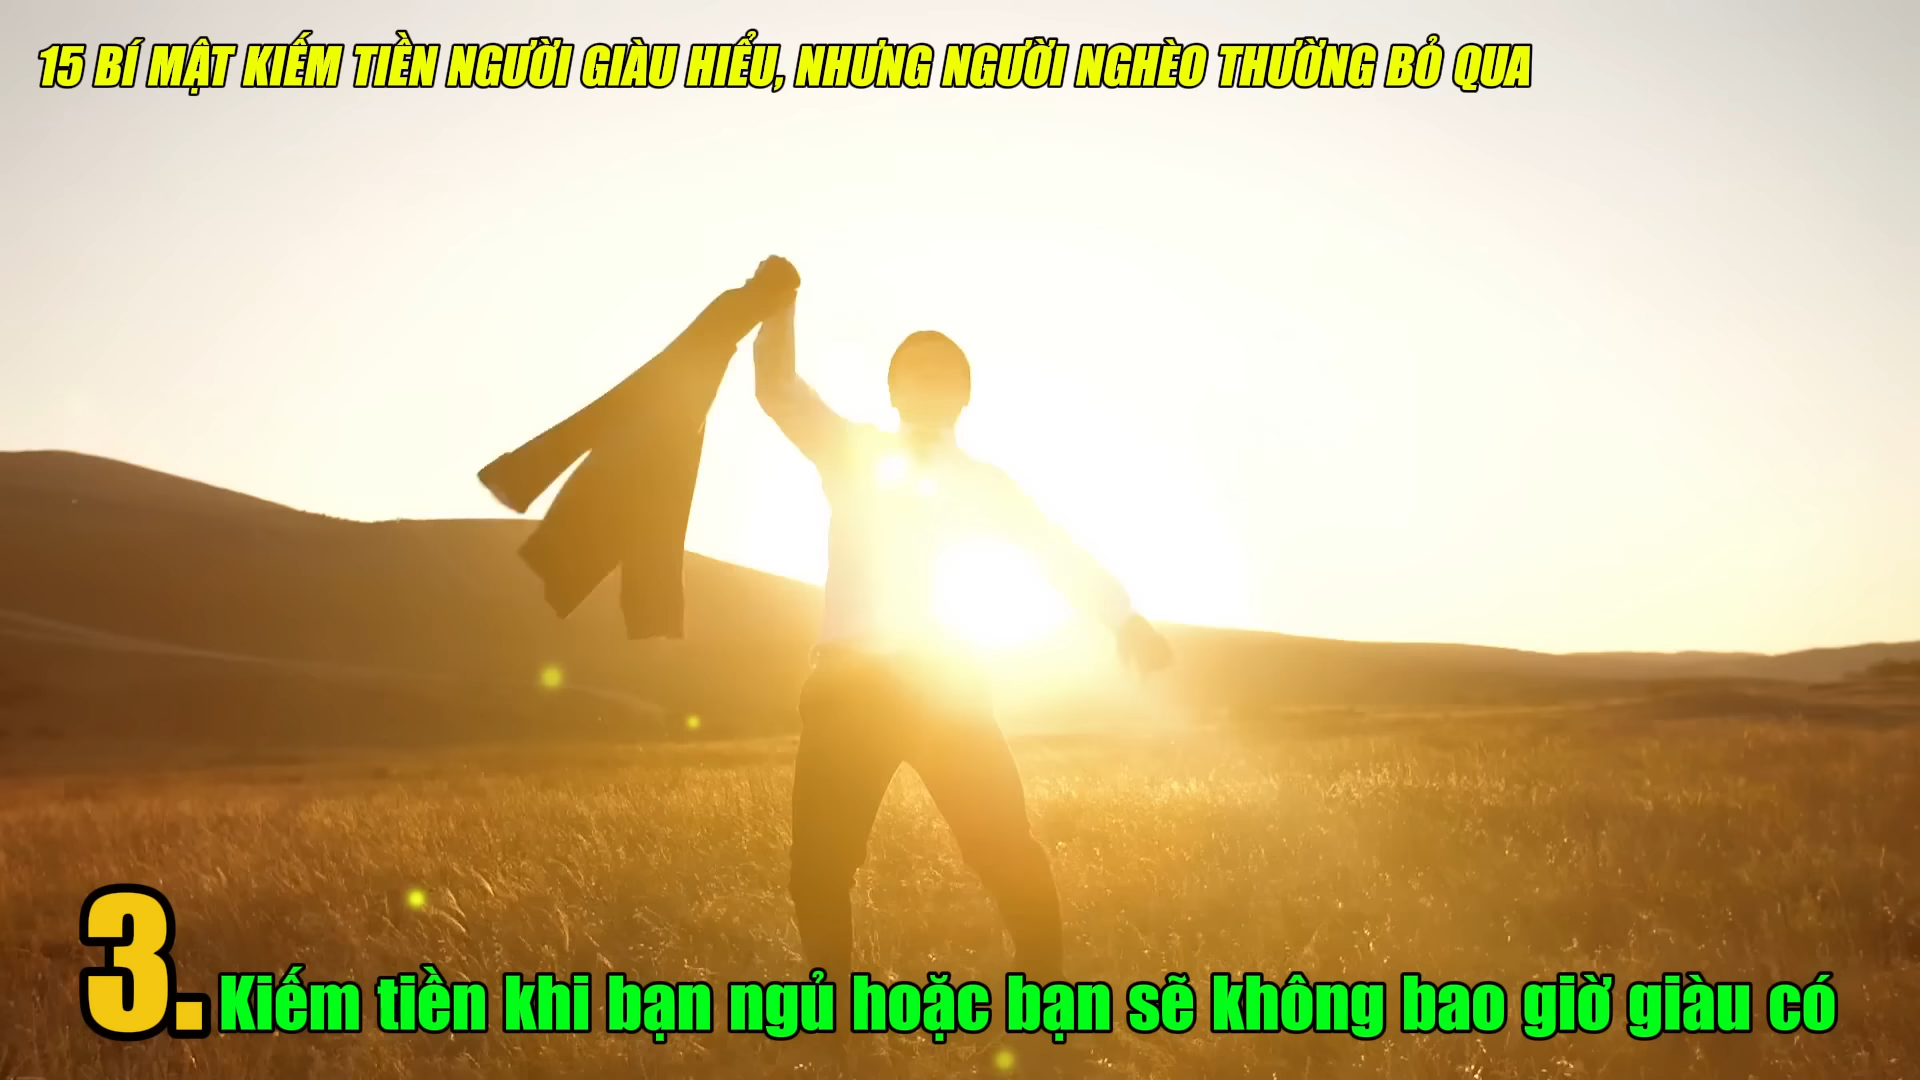 15 BÍ MẬT KIẾM TIỀN NGƯỜI GIÀU HIỂU, NHƯNG NGƯỜI NGHÈO THƯỜNG BỎ QUA
3. Kiếm tiền khi bạn ngủ hoặc bạn sẽ không bao giờ giàu có